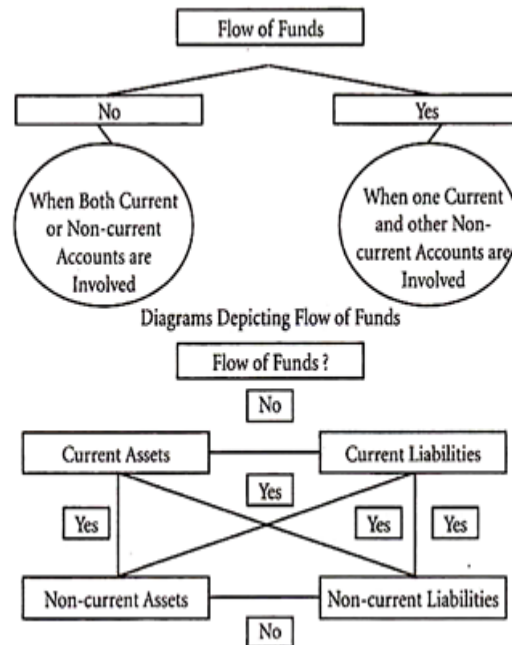 Flow of Funds
No
Yes
When Both Current
or Non-current
Accounts are
Involved
When one Current
and other Non-
current Accounts are
Involved
Diagrams Depicting Flow of Funds
Flow of Funds ?
No
Current Assets
Current Liabilities
Yes
Yes
Yes
Yes
Non-current Assets
Non-current Liabilities
No